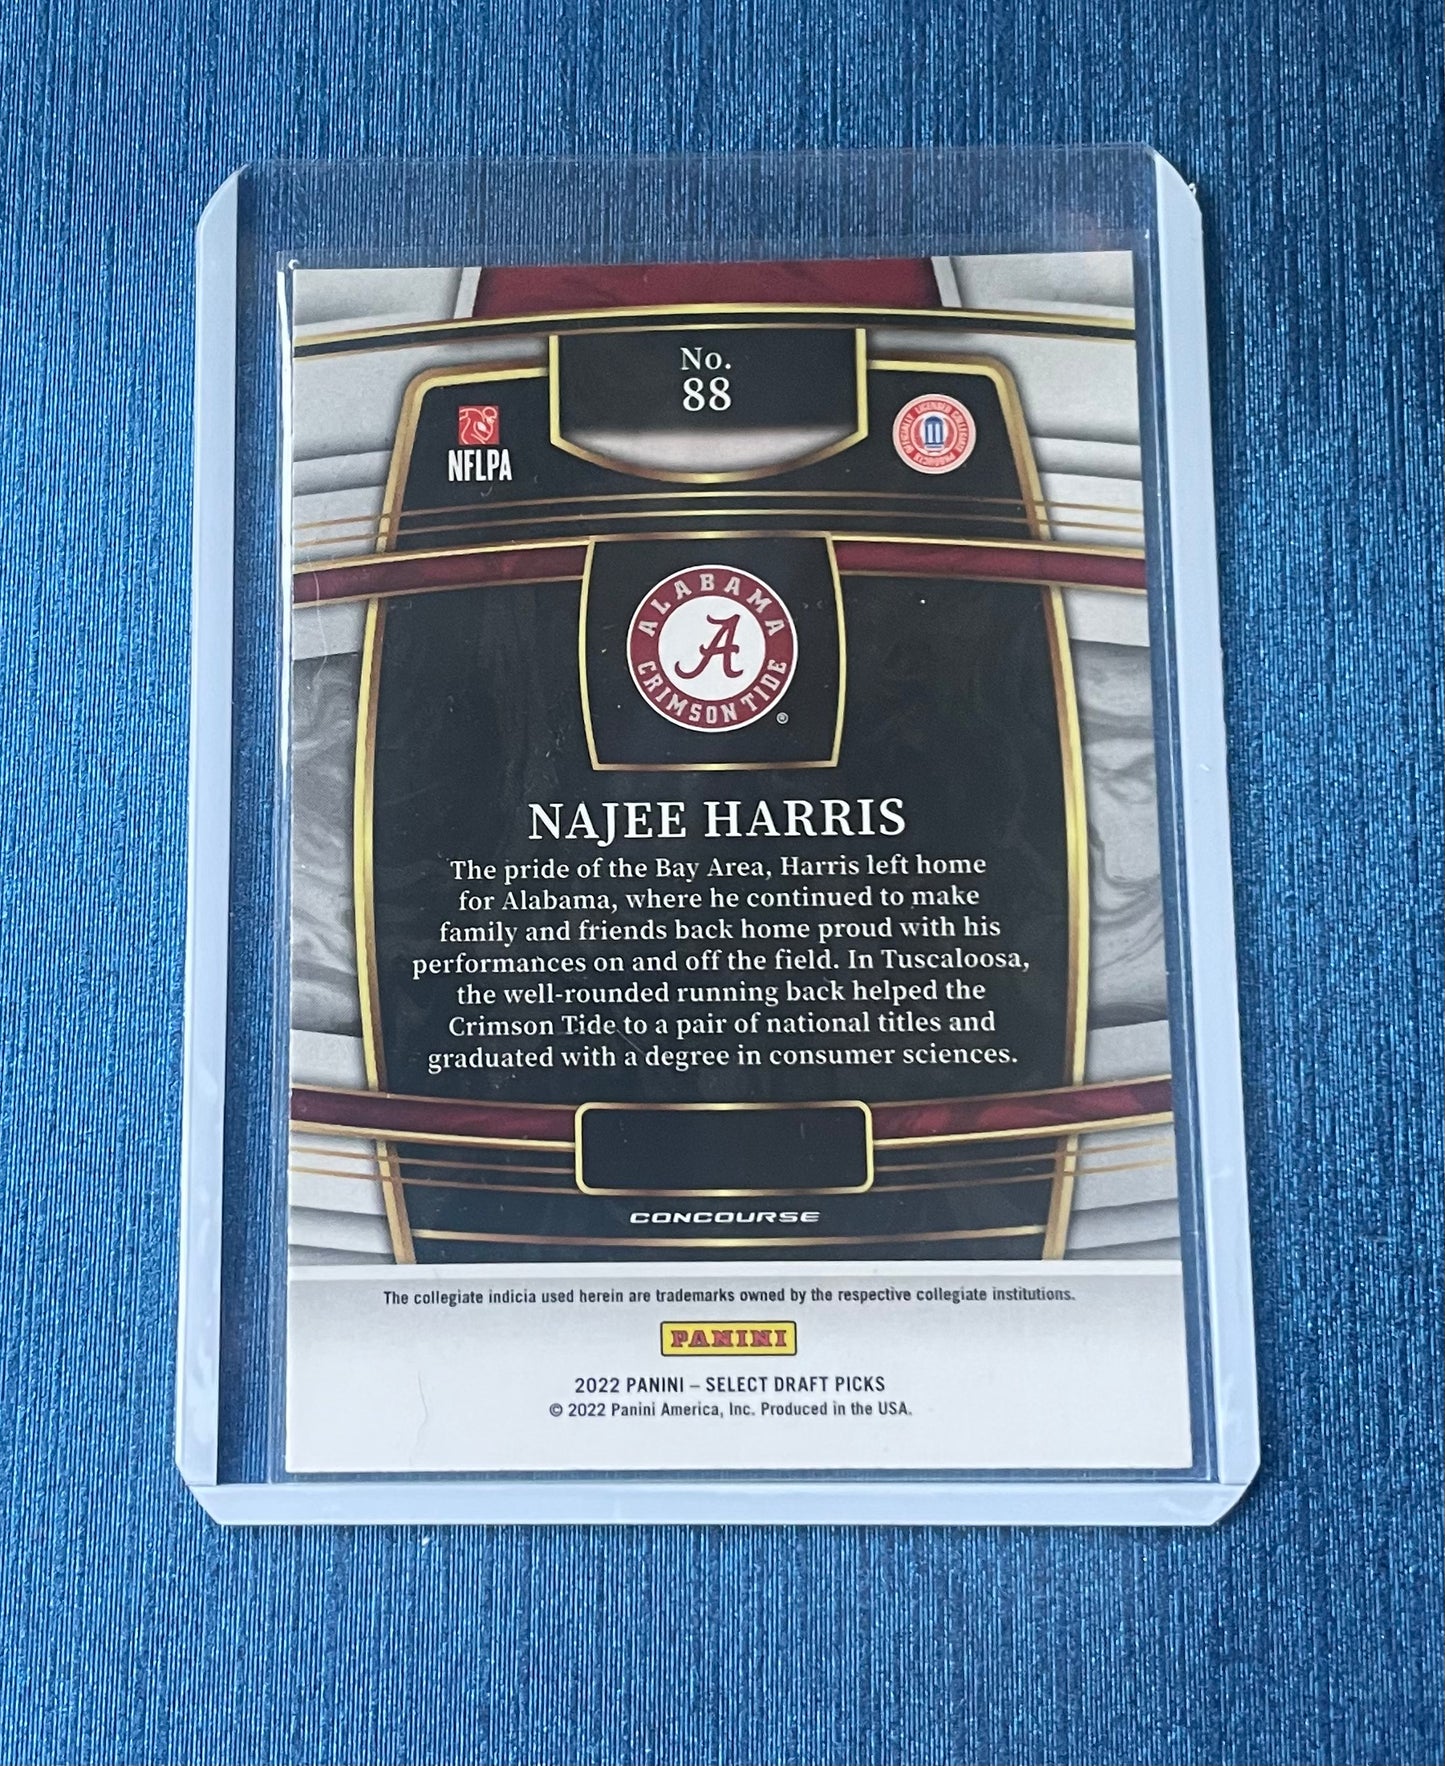 No.
88
NFLPA
OFFICIALLY LICENSED COLLEGIATE PRODUCTS
ALABAMA
A
CRIMSON TIDE
®
NAJEE HARRIS
The pride of the Bay Area, Harris left home
for Alabama, where he continued to make
family and friends back home proud with his
performances on and off the field. In Tuscaloosa,
the well-rounded running back helped the
Crimson Tide to a pair of national titles and
graduated with a degree in consumer sciences.
CONCOURSE
The collegiate indicia used herein are trademarks owned by the respective collegiate institutions.
PANINI
2022 PANINI – SELECT DRAFT PICKS
© 2022 Panini America, Inc. Produced in the USA.